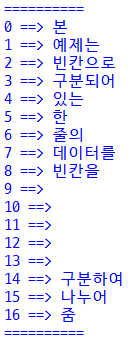 ==========
0 ==> 본
1 ==> 예제는
2 ==> 빈칸으로
3 ==> 구분되어
4 ==> 있는
5 ==> 한
6 ==> 줄의
7 ==> 데이터를
8 ==> 빈칸을
9 ==>
10 ==>
11 ==>
12 ==>
13 ==>
14 ==> 구분하여
15 ==> 나누어
16 ==> 줌
==========